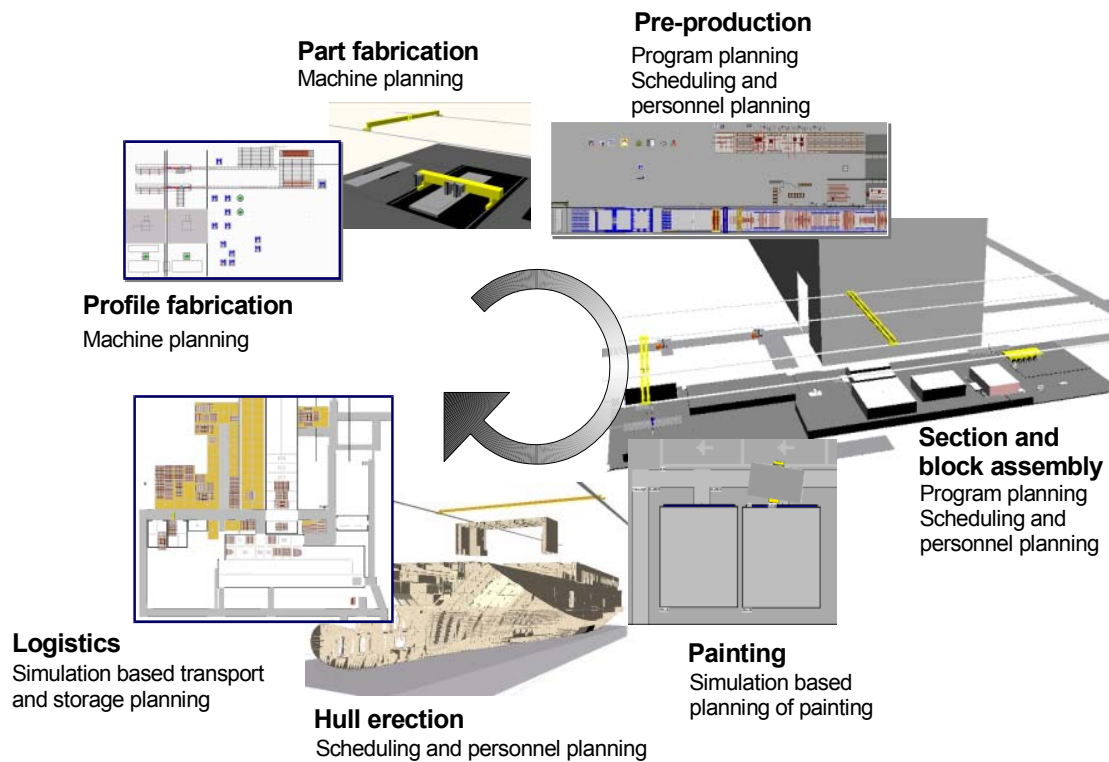 Pre-production
Program planning
Scheduling and
personnel planning
Part fabrication
Machine planning
Profile fabrication
Machine planning
Section and
block assembly
Program planning
Scheduling and
personnel planning
Logistics
Simulation based transport
and storage planning
Painting
Simulation based
planning of painting
Hull erection
Scheduling and personnel planning